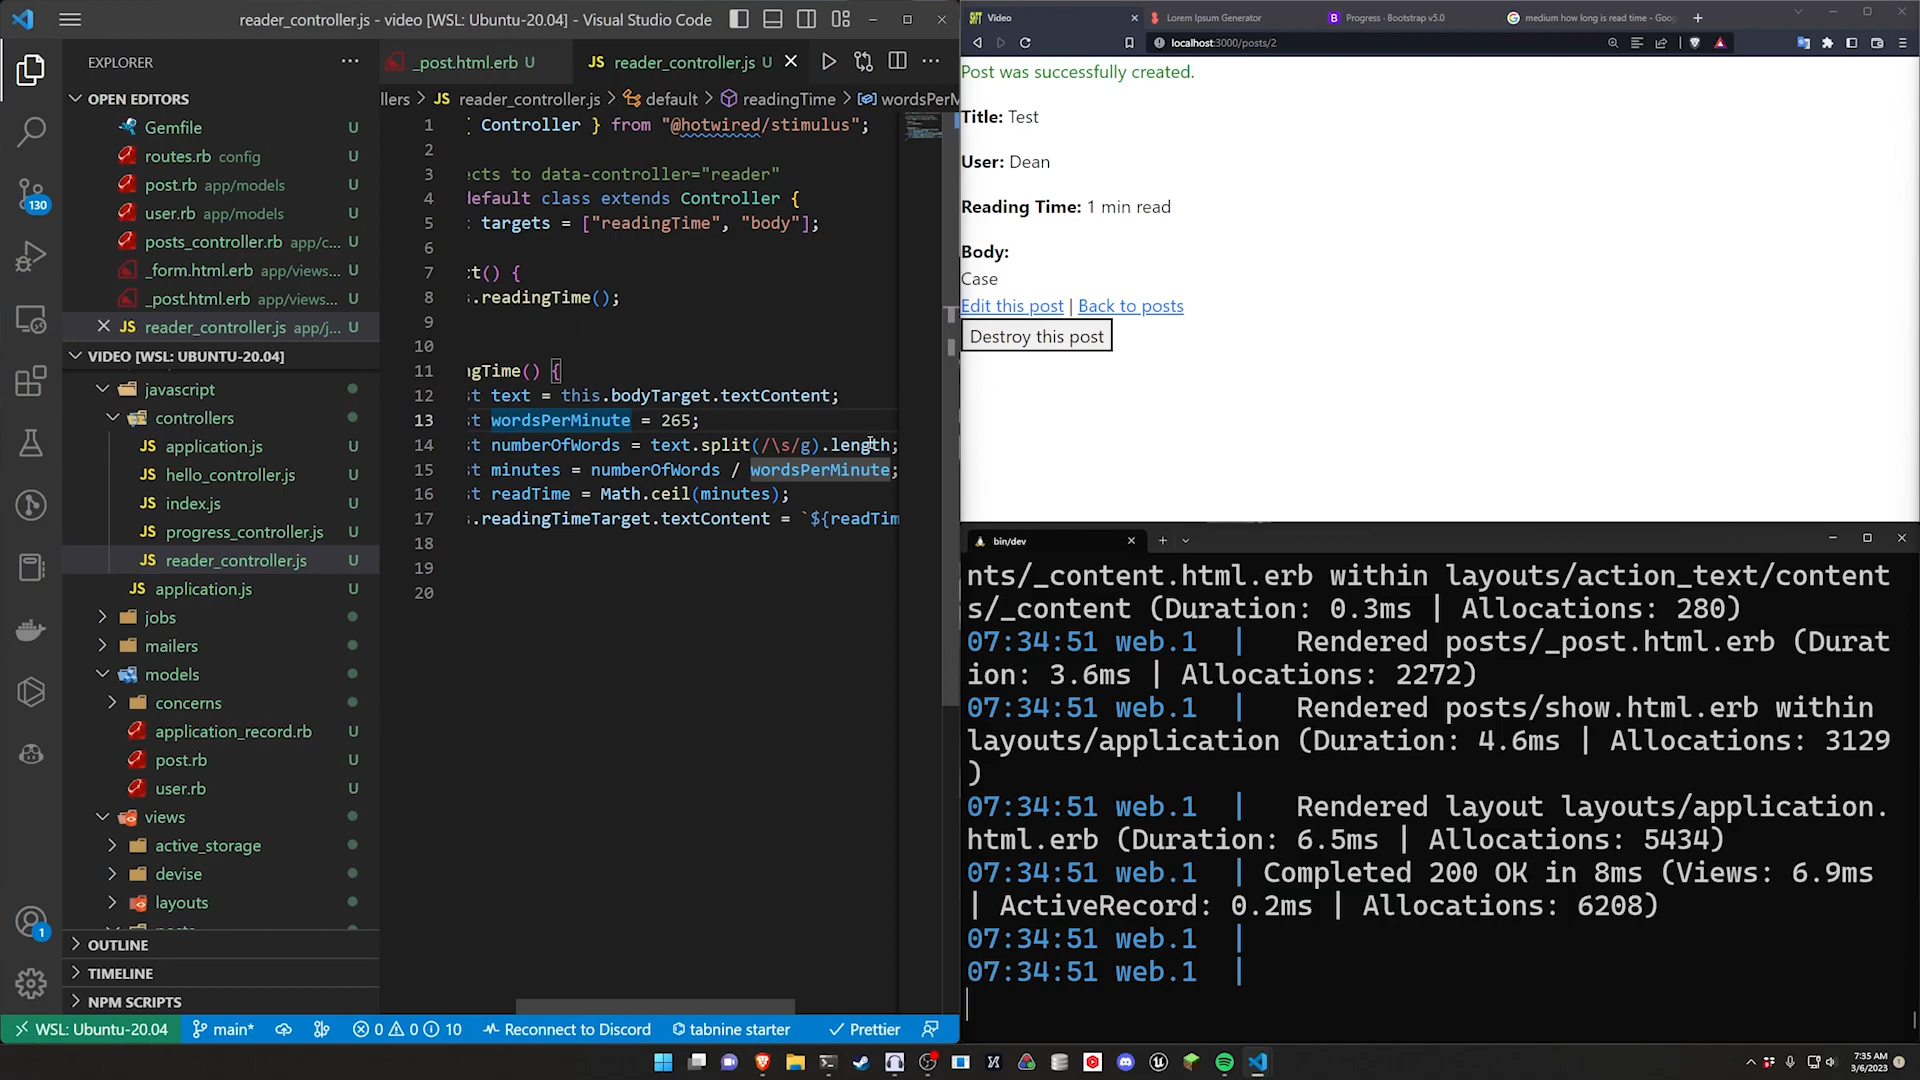 reader_controller.js - video [WSL: Ubuntu-20.04] - Visual Studio Code
EXPLORER
OPEN EDITORS
Gemfile U
routes.rb config U
post.rb app/models U
user.rb app/models U
posts_controller.rb app/c... U
_form.html.erb app/views... U
_post.html.erb app/views... U
reader_controller.js app/j... U
VIDEO [WSL: UBUNTU-20.04]
javascript
controllers
JS application.js U
JS hello_controller.js U
JS index.js U
JS progress_controller.js U
JS reader_controller.js U
JS application.js U
jobs
mailers
models
concerns
application_record.rb U
post.rb U
user.rb U
views
active_storage
devise
layouts
OUTLINE
TIMELINE
NPM SCRIPTS
130
1
_post.html.erb U
JS reader_controller.js U
llers > JS reader_controller.js > default > readingTime > wordsPerM
1 Controller } from "@hotwired/stimulus";
2
3 ects to data-controller="reader"
4 default class extends Controller {
5 targets = ["readingTime", "body"];
6
7 t() {
8 .readingTime();
9
10
11 ngTime() {
12 st text = this.bodyTarget.textContent;
13 st wordsPerMinute = 265;
14 st numberOfWords = text.split(/\s/g).length;
15 st minutes = numberOfWords / wordsPerMinute;
16 st readTime = Math.ceil(minutes);
17 .readingTimeTarget.textContent = `${readTim
18
19
20
WSL: Ubuntu-20.04 main* 0 0 10 Reconnect to Discord tabnine starter Prettier
Video
Lorem Ipsum Generator
Progress · Bootstrap v5.0
medium how long is read time - Goo
localhost:3000/posts/2
Post was successfully created.
Title: Test
User: Dean
Reading Time: 1 min read
Body:
Case
Edit this post | Back to posts
Destroy this post
bin/dev
nts/_content.html.erb within layouts/action_text/content
s/_content (Duration: 0.3ms | Allocations: 280)
07:34:51 web.1 | Rendered posts/_post.html.erb (Durat
ion: 3.6ms | Allocations: 2272)
07:34:51 web.1 | Rendered posts/show.html.erb within
layouts/application (Duration: 4.6ms | Allocations: 3129
)
07:34:51 web.1 | Rendered layout layouts/application.
html.erb (Duration: 6.5ms | Allocations: 5434)
07:34:51 web.1 | Completed 200 OK in 8ms (Views: 6.9ms
| ActiveRecord: 0.2ms | Allocations: 6208)
07:34:51 web.1 |
07:34:51 web.1 |
7:35 AM
3/6/2023